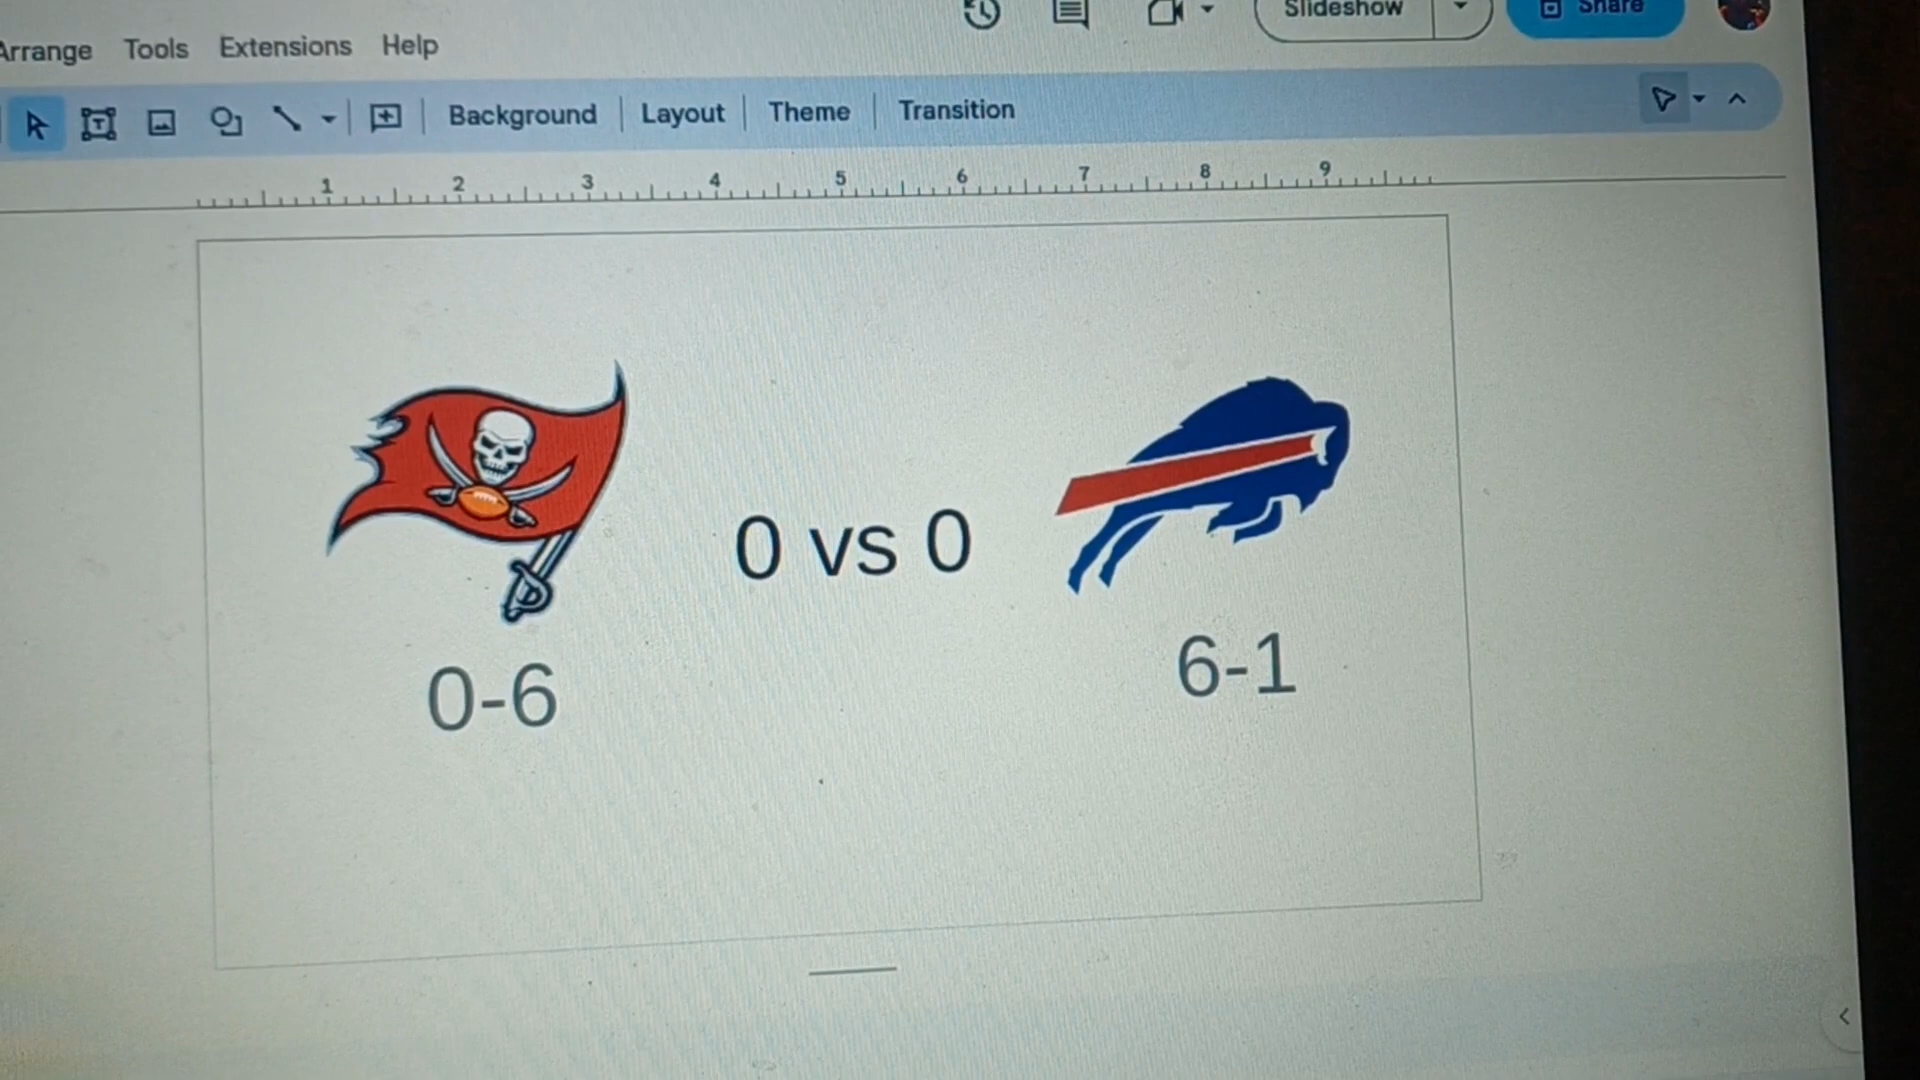 Slideshow
Share
Arrange Tools Extensions Help
Background Layout Theme Transition
1 2 3 4 5 6 7 8 9
0 vs 0
0-6
6-1